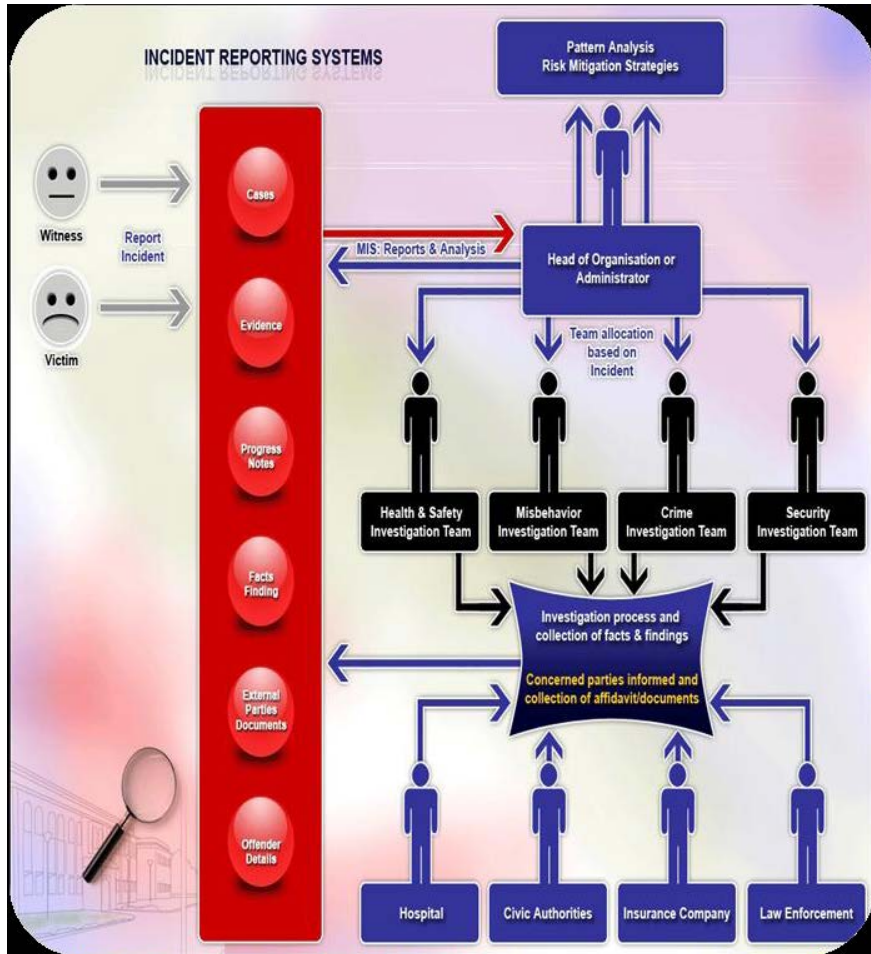 INCIDENT REPORTING SYSTEMS
Pattern Analysis
Risk Mitigation Strategies
Witness
Report
Incident
Victim
Cases
Evidence
Progress
Notes
Facts
Finding
External
Parties
Documents
Offender
Details
MIS: Reports & Analysis
Head of Organisation or
Administrator
Team allocation
based on
Incident
Health & Safety
Investigation Team
Misbehavior
Investigation Team
Crime
Investigation Team
Security
Investigation Team
Investigation process and
collection of facts & findings
Concerned parties informed and
collection of affidavit/documents
Hospital
Civic Authorities
Insurance Company
Law Enforcement